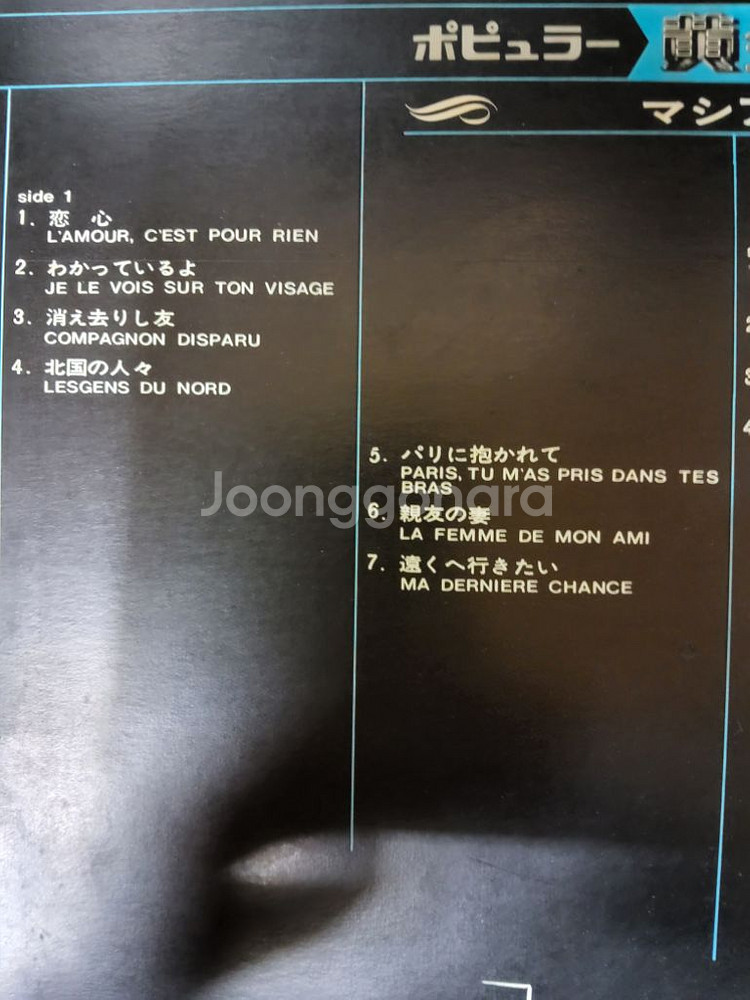 ポピュラー 黄
マシ
side 1
1. 恋 心
L'AMOUR, C'EST POUR RIEN
2. わかっているよ
JE LE VOIS SUR TON VISAGE
3. 消え去りし友
COMPAGNON DISPARU
4. 北国の人々
LESGENS DU NORD
5. パリに抱かれて
PARIS, TU M'AS PRIS DANS TES
BRAS
6. 親友の妻
LA FEMME DE MON AMI
7. 遠くへ行きたい
MA DERNIERE CHANCE
Joonggonara